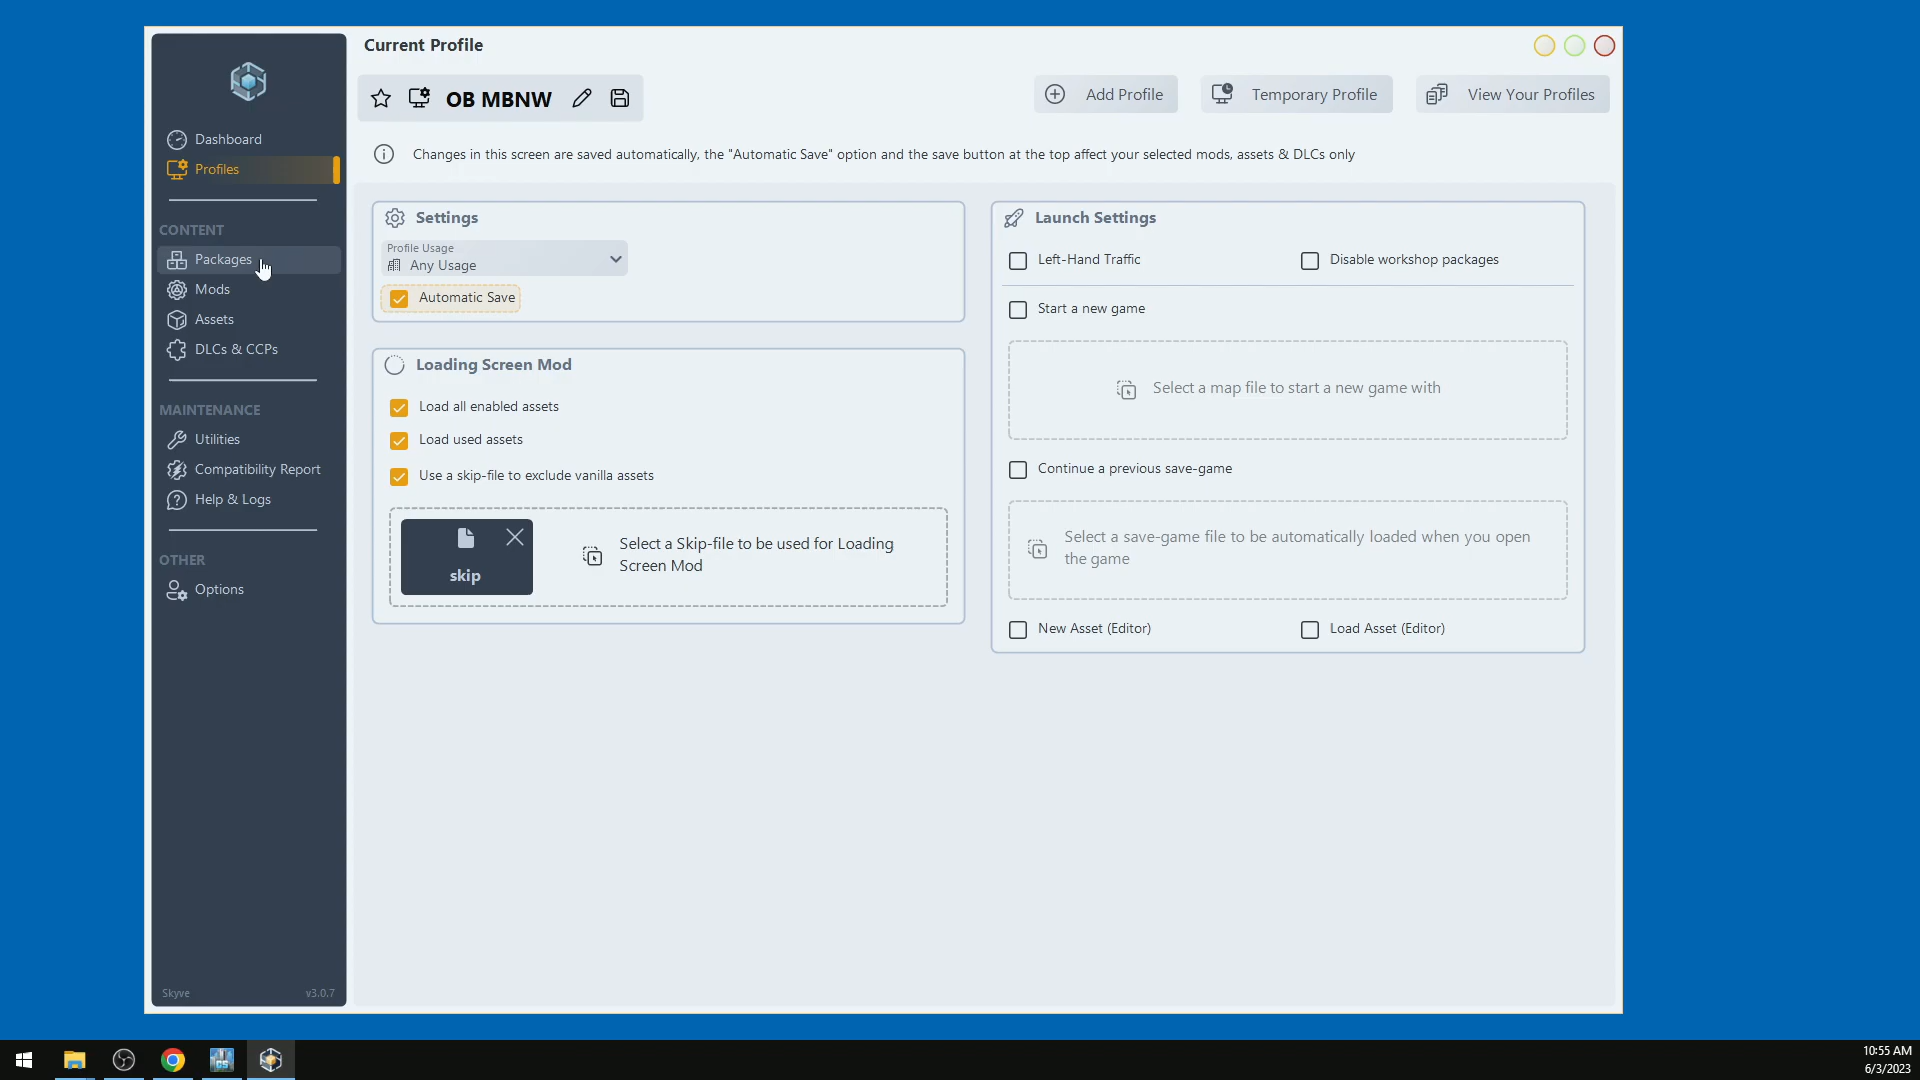 Current Profile
OB MBNW
Add Profile
Temporary Profile
View Your Profiles
Changes in this screen are saved automatically, the "Automatic Save" option and the save button at the top affect your selected mods, assets & DLCs only
Dashboard
Profiles
CONTENT
Packages
Mods
Assets
DLCs & CCPs
MAINTENANCE
Utilities
Compatibility Report
Help & Logs
OTHER
Options
Skyve
v3.0.7
Settings
Profile Usage
Any Usage
Automatic Save
Loading Screen Mod
Load all enabled assets
Load used assets
Use a skip-file to exclude vanilla assets
skip
Select a Skip-file to be used for Loading
Screen Mod
Launch Settings
Left-Hand Traffic
Disable workshop packages
Start a new game
Select a map file to start a new game with
Continue a previous save-game
Select a save-game file to be automatically loaded when you open
the game
New Asset (Editor)
Load Asset (Editor)
CS
10:55 AM
6/3/2023